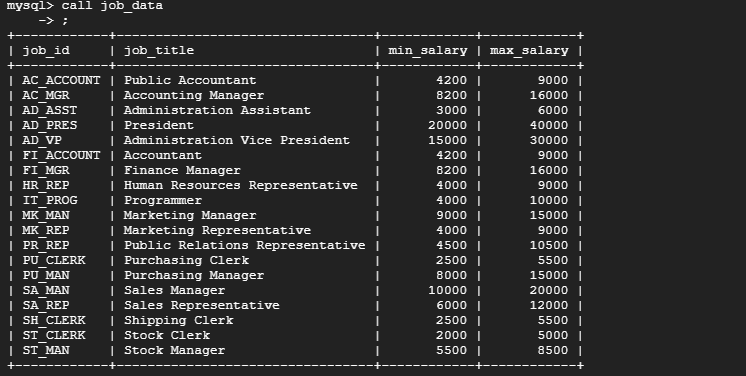 mysql> call job_data
    -> ;
+------------+---------------------------------+------------+------------+
| job_id     | job_title                       | min_salary | max_salary |
+------------+---------------------------------+------------+------------+
| AC_ACCOUNT | Public Accountant               |       4200 |       9000 |
| AC_MGR     | Accounting Manager              |       8200 |      16000 |
| AD_ASST    | Administration Assistant        |       3000 |       6000 |
| AD_PRES    | President                       |      20000 |      40000 |
| AD_VP      | Administration Vice President   |      15000 |      30000 |
| FI_ACCOUNT | Accountant                      |       4200 |       9000 |
| FI_MGR     | Finance Manager                 |       8200 |      16000 |
| HR_REP     | Human Resources Representative  |       4000 |       9000 |
| IT_PROG    | Programmer                      |       4000 |      10000 |
| MK_MAN     | Marketing Manager               |       9000 |      15000 |
| MK_REP     | Marketing Representative        |       4000 |       9000 |
| PR_REP     | Public Relations Representative |       4500 |      10500 |
| PU_CLERK   | Purchasing Clerk                |       2500 |       5500 |
| PU_MAN     | Purchasing Manager              |       8000 |      15000 |
| SA_MAN     | Sales Manager                   |      10000 |      20000 |
| SA_REP     | Sales Representative            |       6000 |      12000 |
| SH_CLERK   | Shipping Clerk                  |       2500 |       5500 |
| ST_CLERK   | Stock Clerk                     |       2000 |       5000 |
| ST_MAN     | Stock Manager                   |       5500 |       8500 |
+------------+---------------------------------+------------+------------+